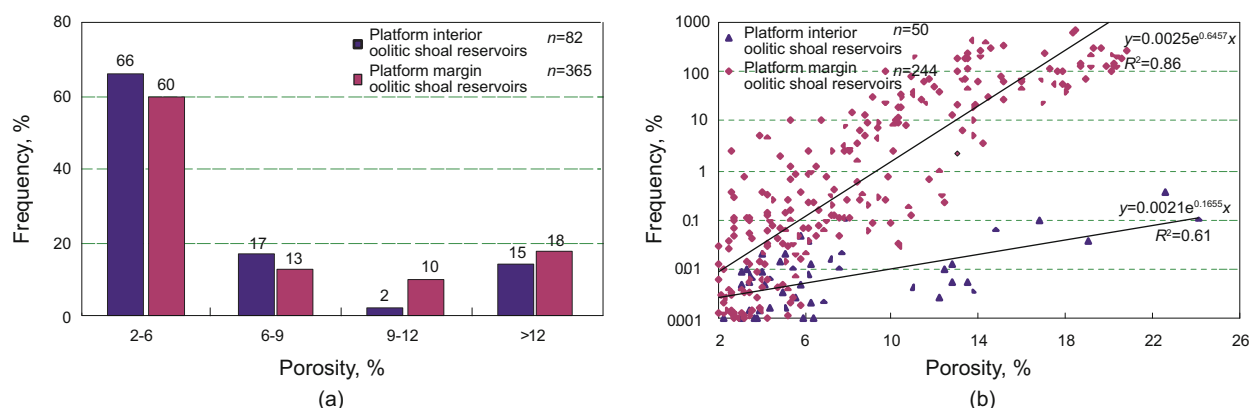 80
60
40
20
0
Frequency, %
Platform interior
oolitic shoal reservoirs
n=82
Platform margin
oolitic shoal reservoirs
n=365
66
60
17
13
2
10
15
18
2-6
6-9
9-12
>12
Porosity, %
(a)
1000
100
10
1
0.1
001
0001
Frequency, %
Platform interior
oolitic shoal reservoirs
n=50
Platform margin
oolitic shoal reservoirs
n=244
y=0.0025e0.6457x
R2=0.86
y=0.0021e0.1655x
R2=0.61
2
6
10
14
18
22
26
Porosity, %
(b)